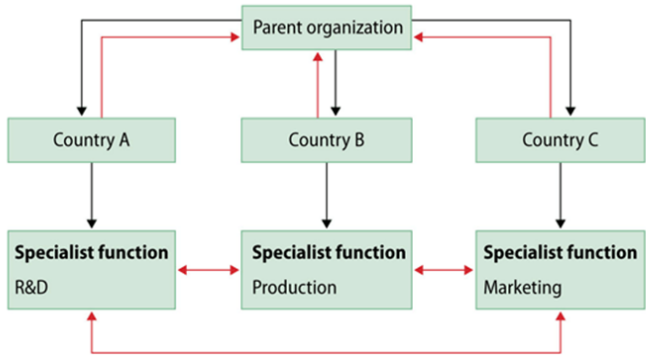 Parent organization
Country A
Country B
Country C
Specialist function
R&D
Specialist function
Production
Specialist function
Marketing